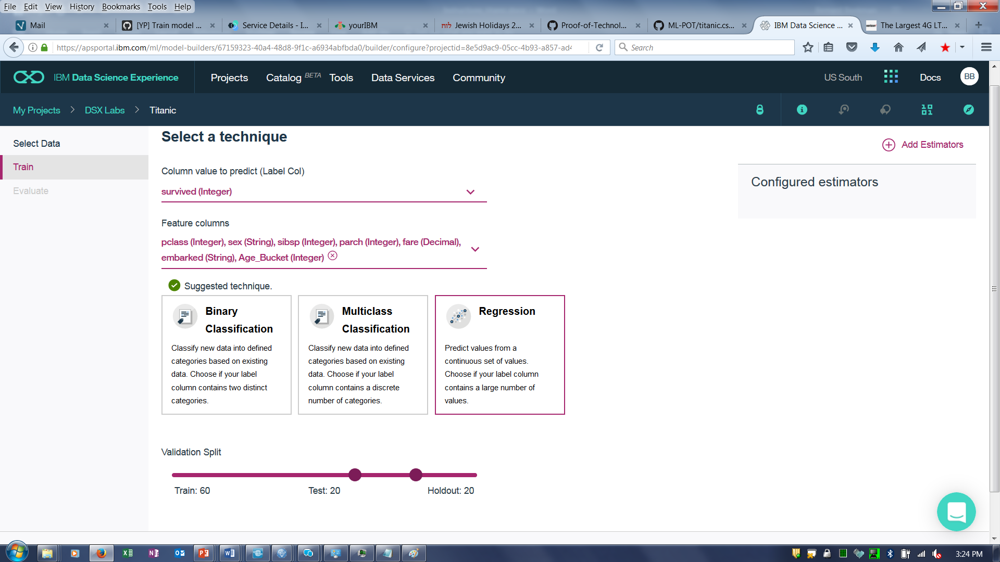 File Edit View History Bookmarks Tools Help
Mail
[YP] Train model ...
Service Details - I...
yourIBM
לוח Jewish Holidays 2...
Proof-of-Technol...
ML-POT/titanic.cs...
IBM Data Science ...
The Largest 4G LT...
https://apsportal.ibm.com/ml/model-builders/67159323-40a4-48d8-9f1c-a6934abfbda0/builder/configure?projectid=8e5d9ac9-05cc-4b93-a857-ad4
Search
IBM Data Science Experience
Projects Catalog BETA Tools Data Services Community
US South Docs BB
My Projects > DSX Labs > Titanic
Select Data
Train
Evaluate
Select a technique
Add Estimators
Configured estimators
Column value to predict (Label Col)
survived (Integer)
Feature columns
pclass (Integer), sex (String), sibsp (Integer), parch (Integer), fare (Decimal),
embarked (String), Age_Bucket (Integer)
Suggested technique.
Binary
Classification
Classify new data into defined
categories based on existing
data. Choose if your label
column contains two distinct
categories.
Multiclass
Classification
Classify new data into defined
categories based on existing
data. Choose if your label
column contains a discrete
number of categories.
Regression
Predict values from a
continuous set of values.
Choose if your label column
contains a large number of
values.
Validation Split
Train: 60 Test: 20 Holdout: 20
3:24 PM